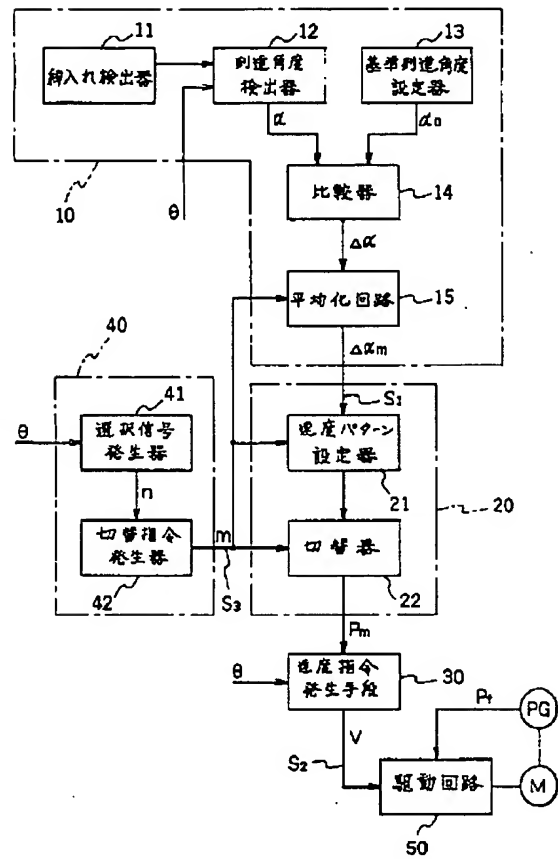 11
12
13
緯入れ検出器
到達角度
検出器
基準到達角度
設定器
α
α0
10
θ
比較器
14
Δα
平均化回路
15
Δαm
40
41
S1
θ
選択信号
発生器
速度パターン
設定器
21
20
n
切替指令
発生器
42
m
S3
切替器
22
Pm
θ
速度指令
発生手段
30
Pf
PG
V
S2
駆動回路
M
50